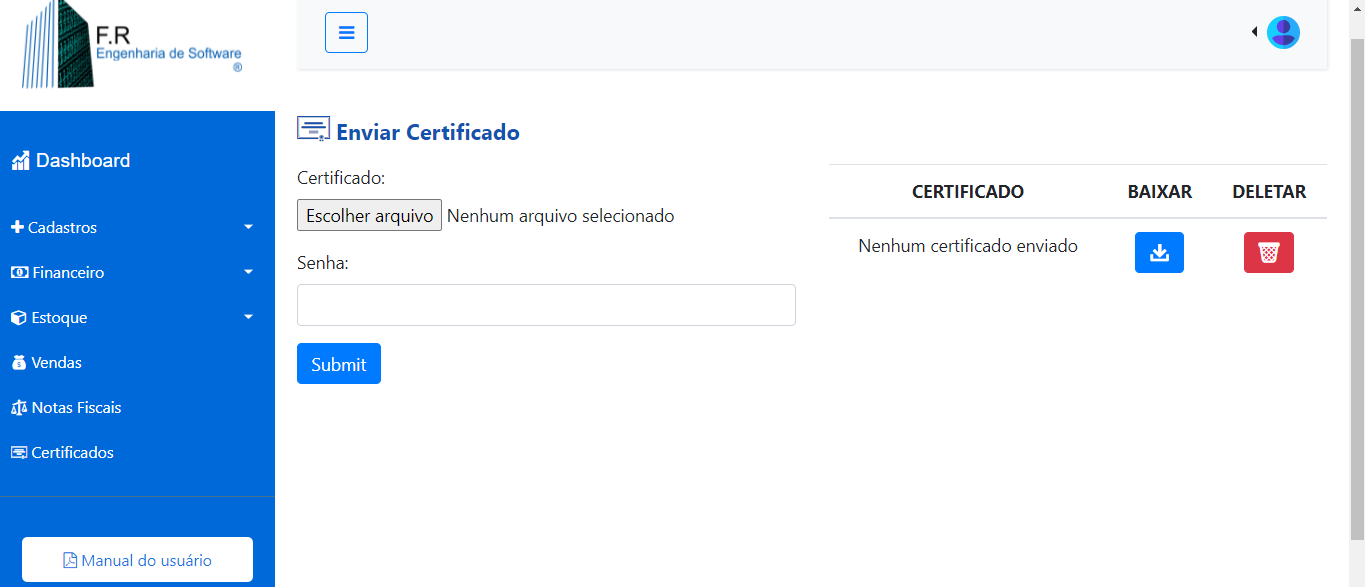 F.R
Engenharia de Software
®
Dashboard
Cadastros
Financeiro
Estoque
Vendas
Notas Fiscais
Certificados
Manual do usuário
Enviar Certificado
Certificado:
Escolher arquivo Nenhum arquivo selecionado
Senha:
Submit
CERTIFICADO BAIXAR DELETAR
Nenhum certificado enviado